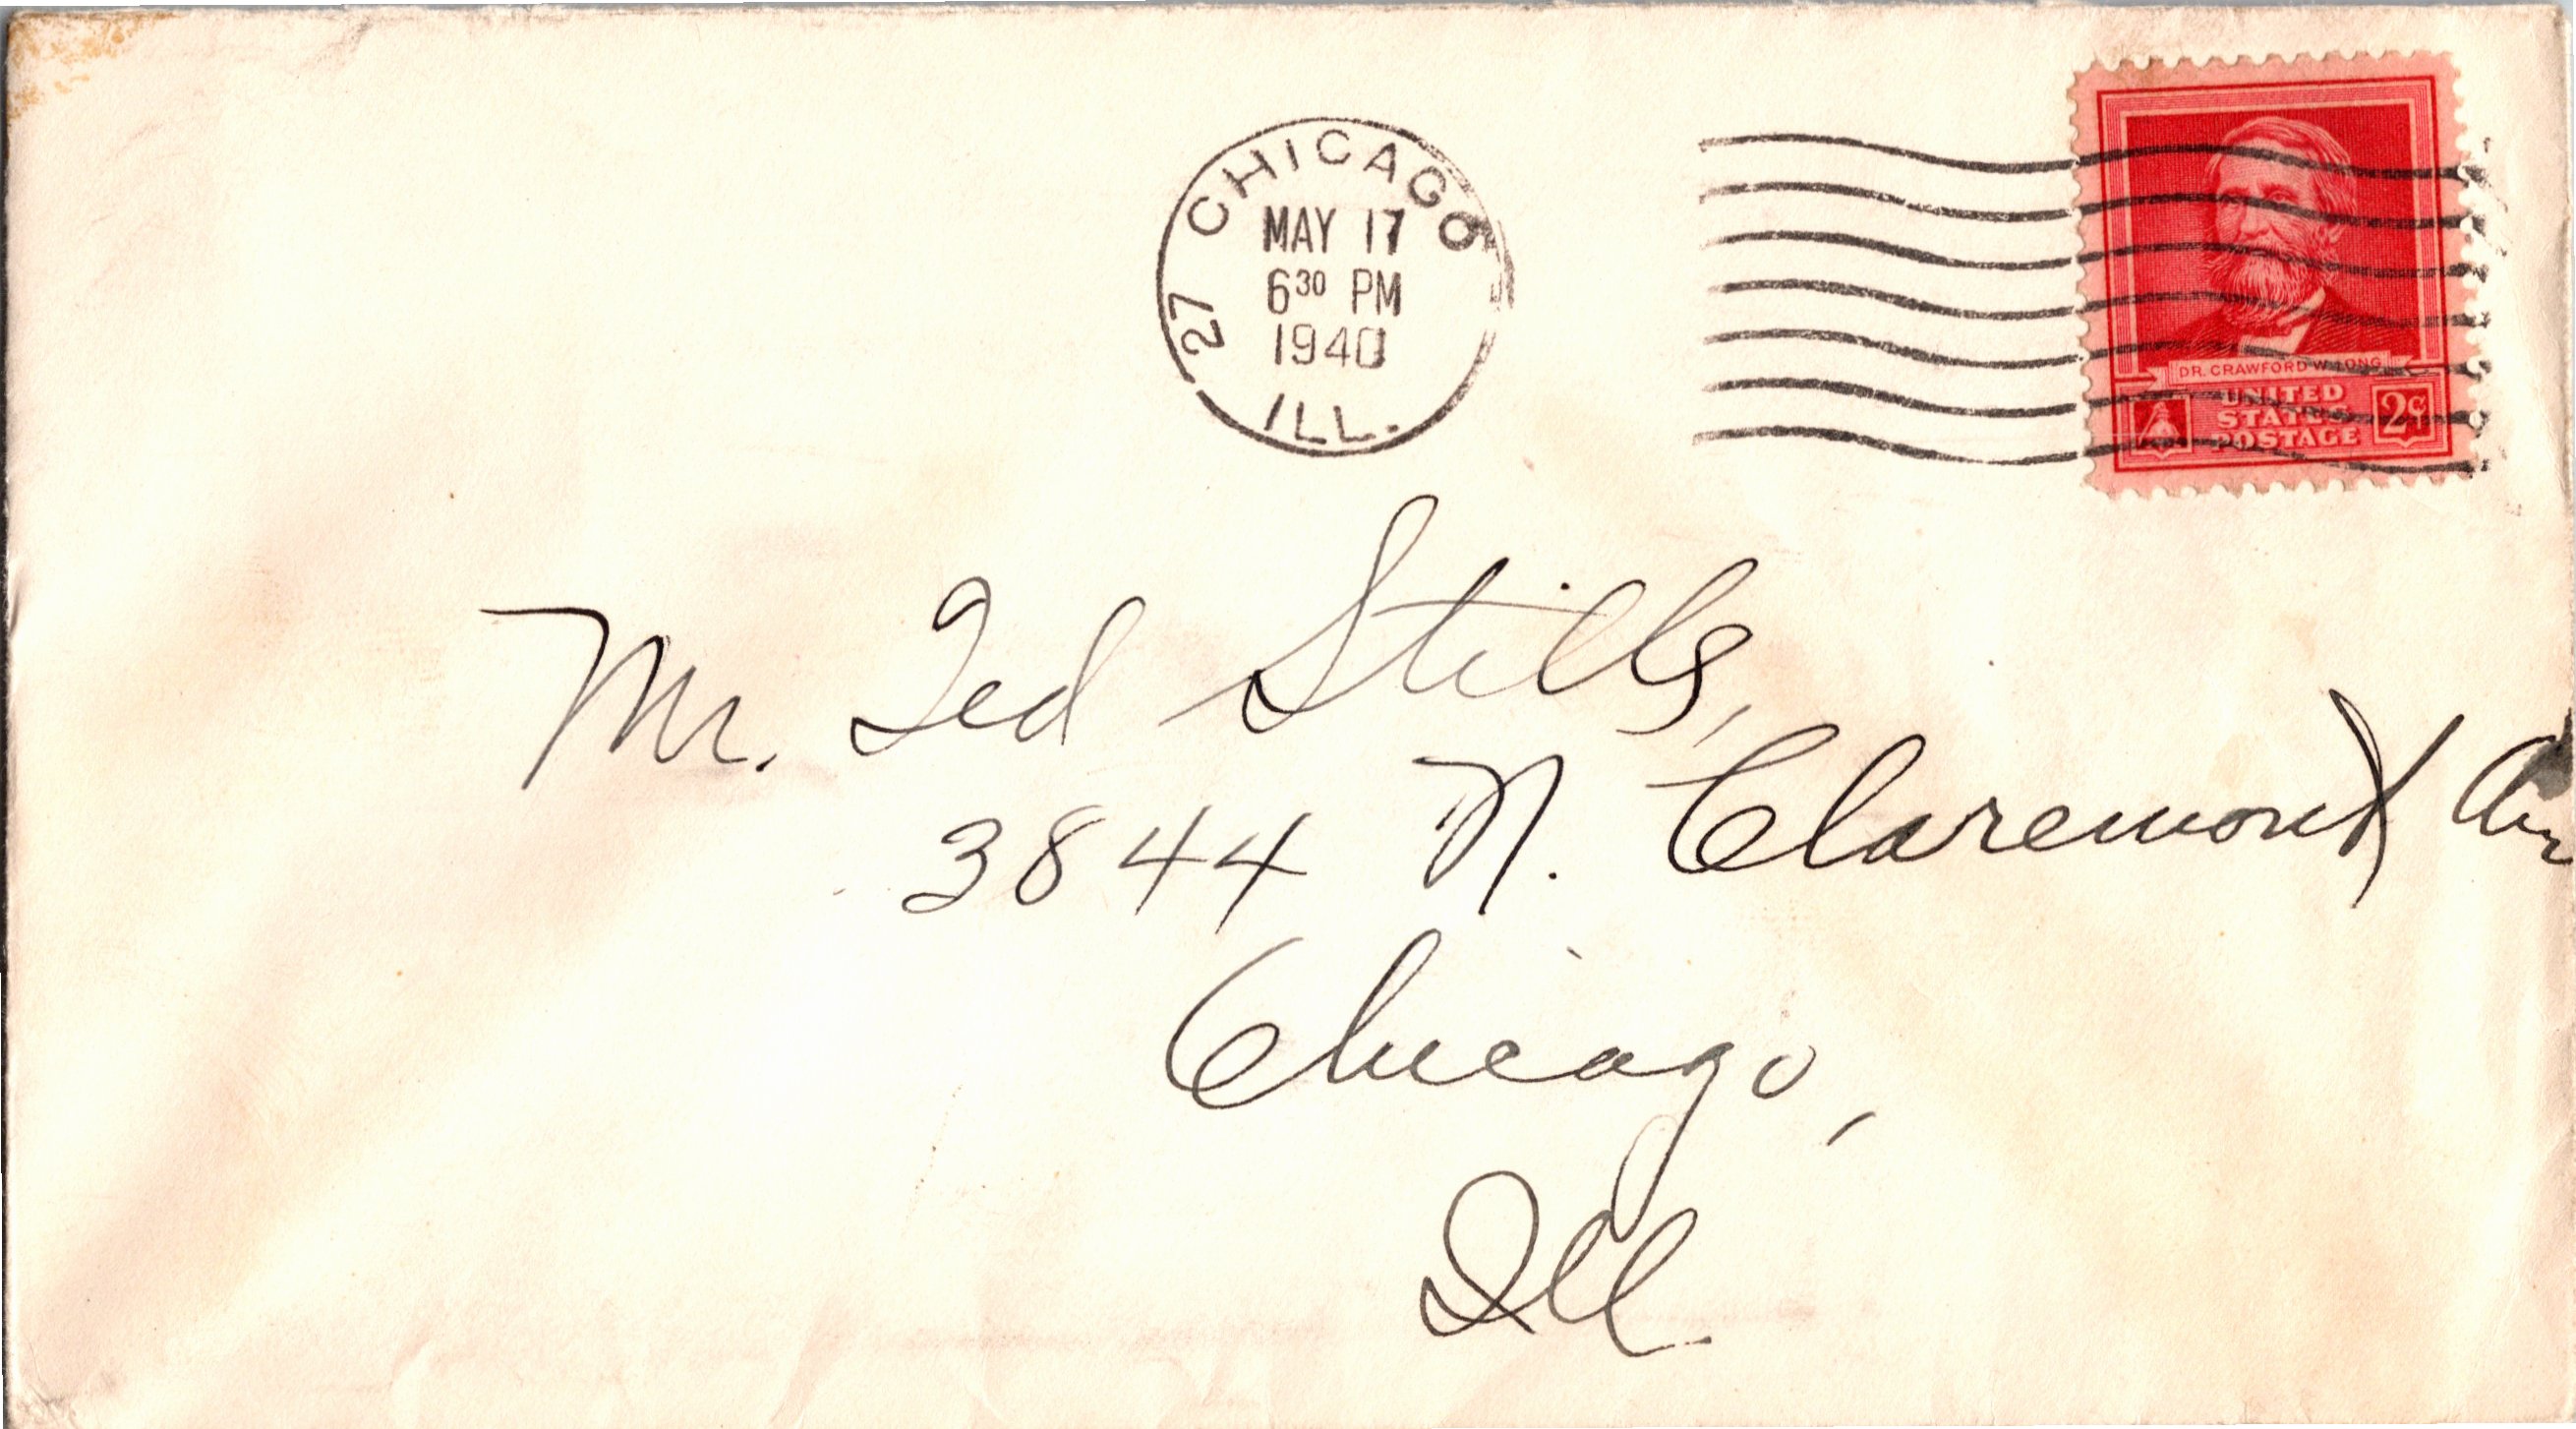 27 CHICAGO
MAY 17
6 30 PM
1940
ILL.
DR. CRAWFORD W. LONG
UNITED
STATES
POSTAGE
2¢
Mr. Ted Stills,
3844 N. Claremont Av
Chicago,
Ill.